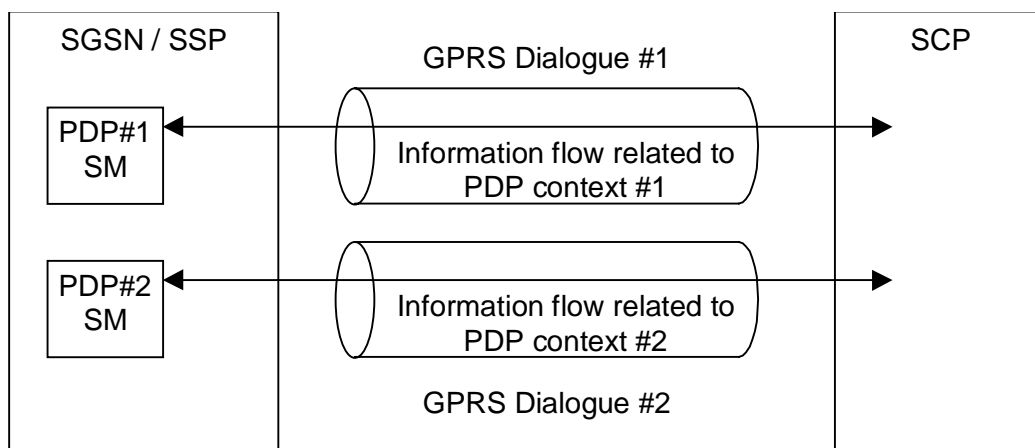 SGSN / SSP
SCP
GPRS Dialogue #1
PDP#1
SM
Information flow related to
PDP context #1
PDP#2
SM
Information flow related to
PDP context #2
GPRS Dialogue #2